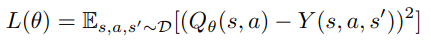 L(θ) = 𝔼_{s,a,s′∼𝒟}[(Q_θ(s, a) − Y(s, a, s′))²]